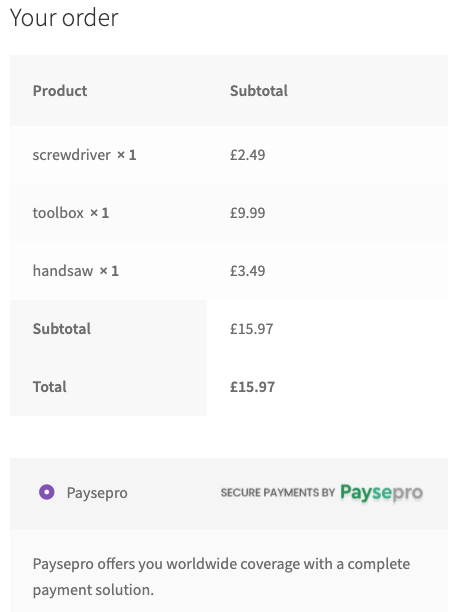 Your order
Product Subtotal
screwdriver × 1 £2.49
toolbox × 1 £9.99
handsaw × 1 £3.49
Subtotal £15.97
Total £15.97
Paysepro SECURE PAYMENTS BY Paysepro
Paysepro offers you worldwide coverage with a complete
payment solution.